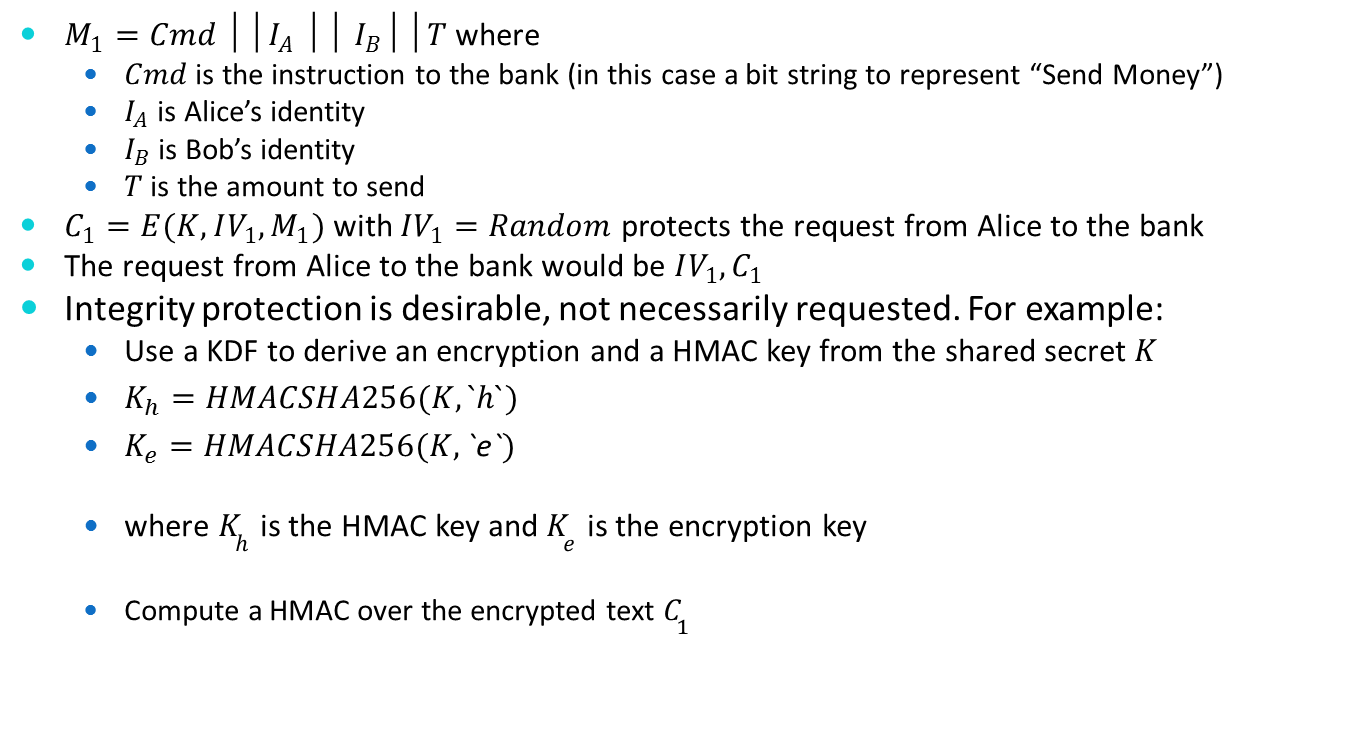 • M₁ = Cmd ||I_A || I_B||T where
• Cmd is the instruction to the bank (in this case a bit string to represent “Send Money”)
• I_A is Alice’s identity
• I_B is Bob’s identity
• T is the amount to send
• C₁ = E(K, IV₁, M₁) with IV₁ = Random protects the request from Alice to the bank
• The request from Alice to the bank would be IV₁, C₁
• Integrity protection is desirable, not necessarily requested. For example:
• Use a KDF to derive an encryption and a HMAC key from the shared secret K
• K_h = HMACSHA256(K, `h`)
• K_e = HMACSHA256(K, `e`)
• where K_h is the HMAC key and K_e is the encryption key
• Compute a HMAC over the encrypted text C₁